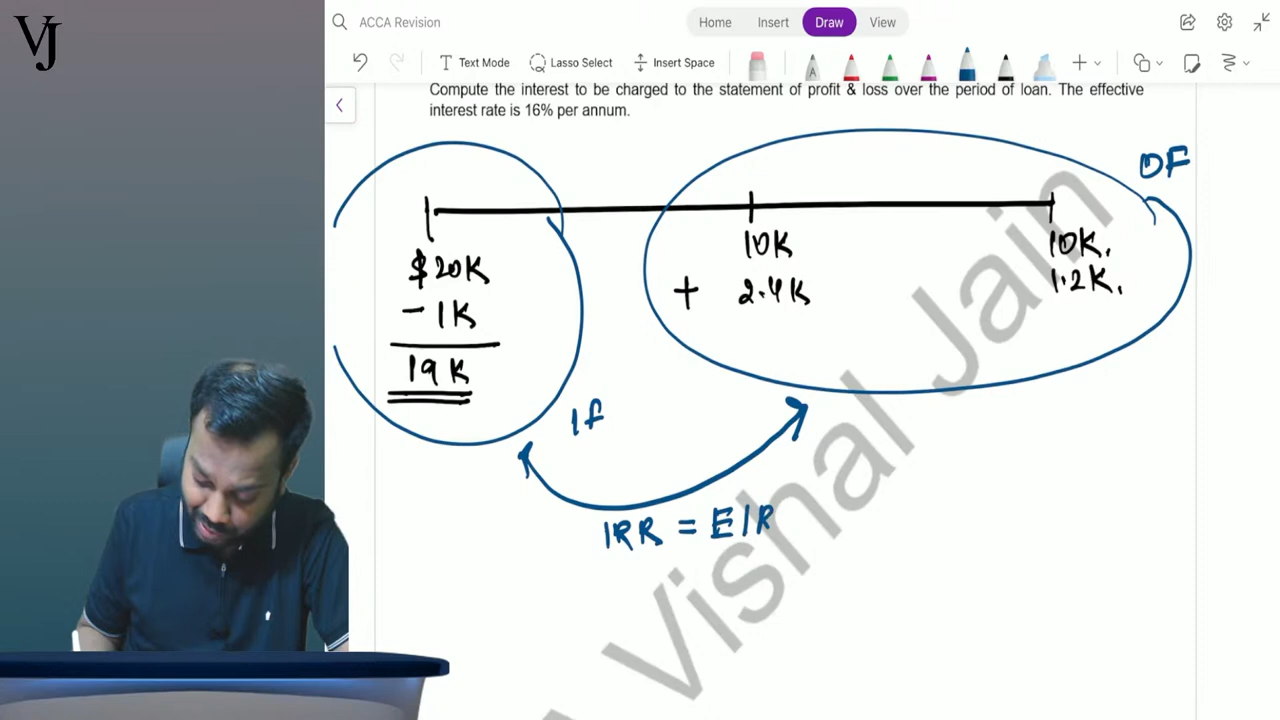 VJ
ACCA Revision
Home Insert Draw View
Text Mode Lasso Select Insert Space
Compute the interest to be charged to the statement of profit & loss over the period of loan. The effective
interest rate is 16% per annum.
OF
$20K
-1K
19K
10K
+ 2.4K
10K.
1.2K.
If
IRR = EIR
Vishal Jain